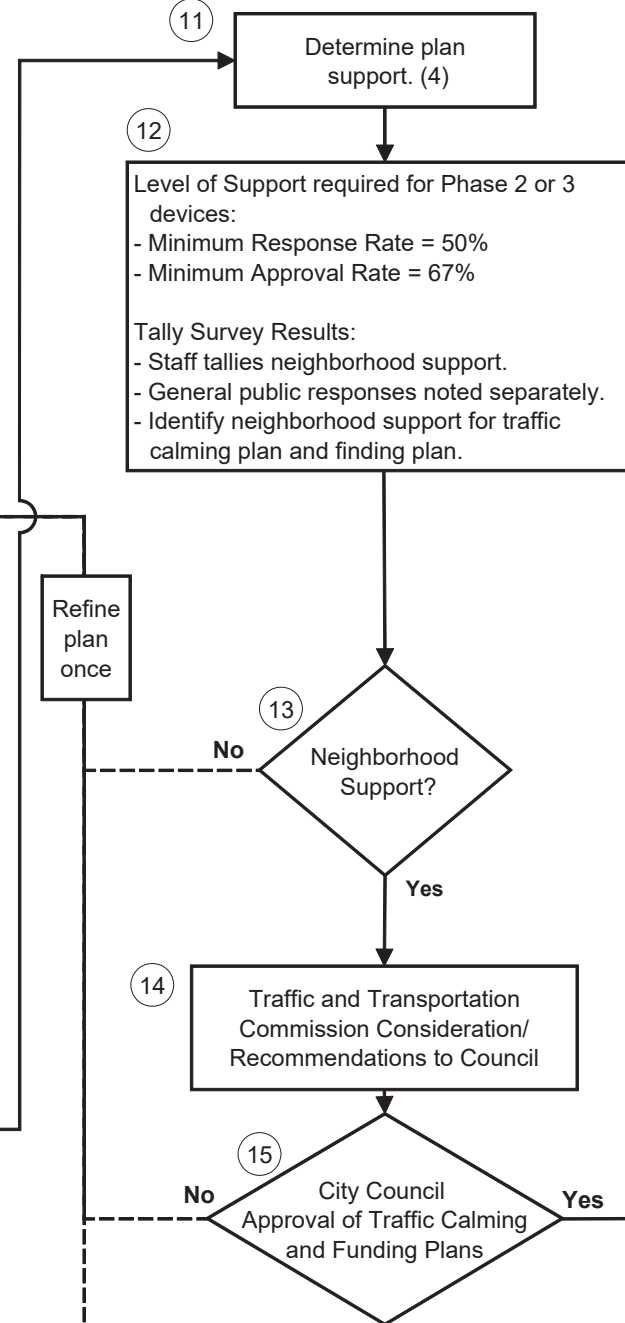 11
Determine plan
support. (4)
12
Level of Support required for Phase 2 or 3
devices:
- Minimum Response Rate = 50%
- Minimum Approval Rate = 67%
Tally Survey Results:
- Staff tallies neighborhood support.
- General public responses noted separately.
- Identify neighborhood support for traffic
calming plan and finding plan.
Refine
plan
once
13
No
Neighborhood
Support?
Yes
14
Traffic and Transportation
Commission Consideration/
Recommendations to Council
15
No
City Council
Approval of Traffic Calming
and Funding Plans
Yes